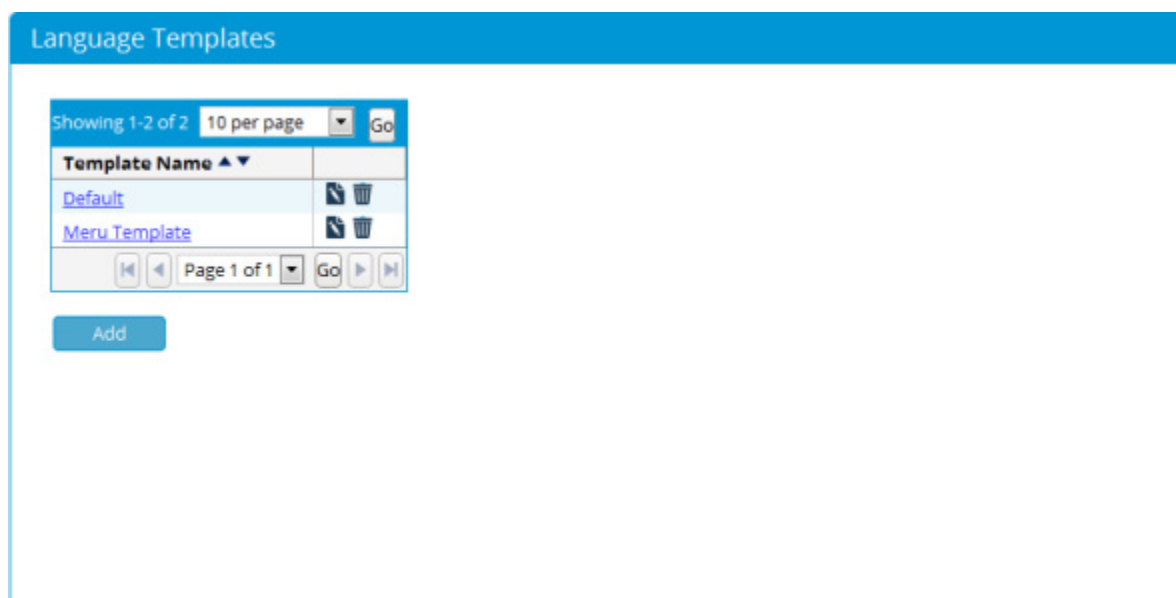 Language Templates
Showing 1-2 of 2 10 per page Go
Template Name
Default
Meru Template
Page 1 of 1 Go
Add